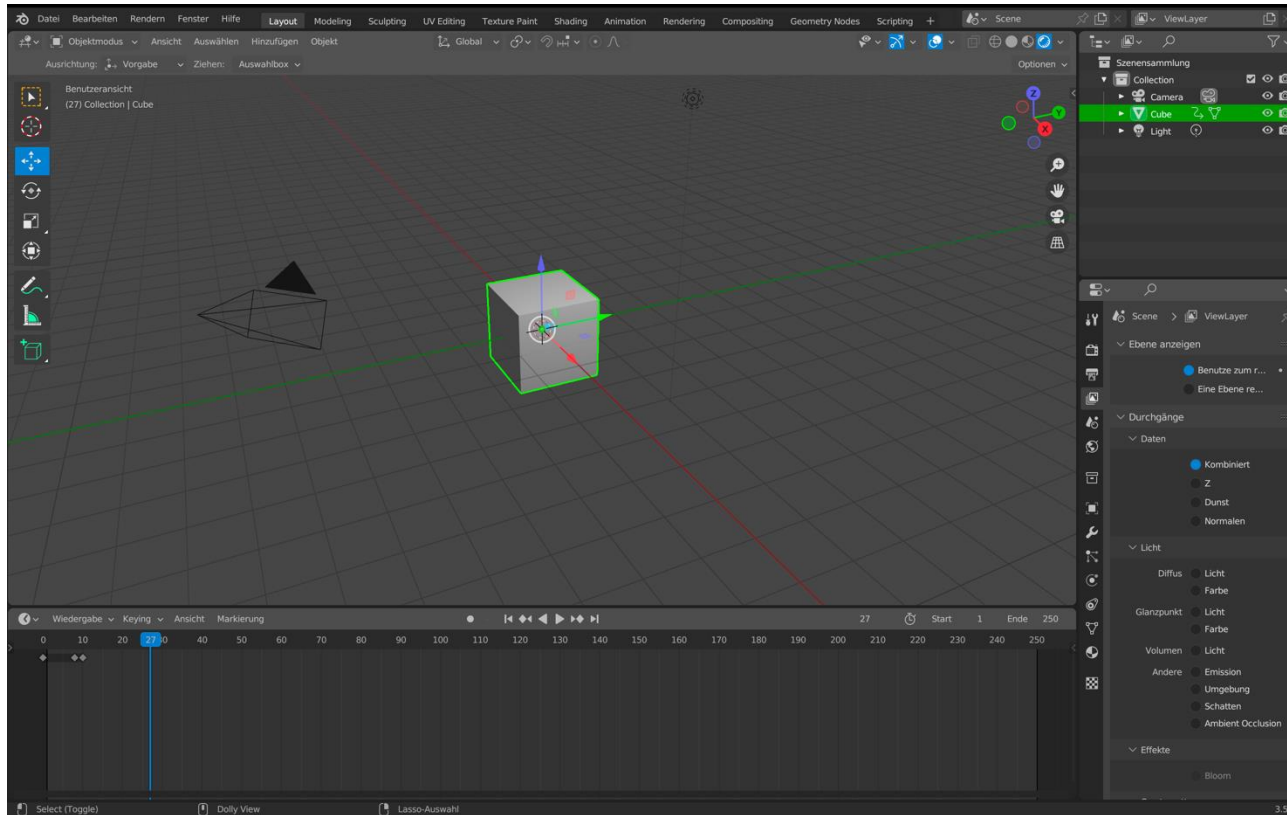 Datei Bearbeiten Rendern Fenster Hilfe Layout Modeling Sculpting UV Editing Texture Paint Shading Animation Rendering Compositing Geometry Nodes Scripting + Scene ViewLayer
Objektmodus Ansicht Auswählen Hinzufügen Objekt Global
Ausrichtung: Vorgabe Ziehen: Auswahlbox Optionen
Benutzeransicht
(27) Collection | Cube
Z
Y
X
Szenensammlung
Collection
Camera
Cube
Light
Scene > ViewLayer
Ebene anzeigen
Benutze zum r...
Eine Ebene re...
Durchgänge
Daten
Kombiniert
Z
Dunst
Normalen
Licht
Diffus Licht
Farbe
Glanzpunkt Licht
Farbe
Volumen Licht
Andere Emission
Umgebung
Schatten
Ambient Occlusion
Effekte
Bloom
Wiedergabe Keying Ansicht Markierung 27 Start 1 Ende 250
0 10 20 27 30 40 50 60 70 80 90 100 110 120 130 140 150 160 170 180 190 200 210 220 230 240 250
Select (Toggle) Dolly View Lasso-Auswahl 3.5